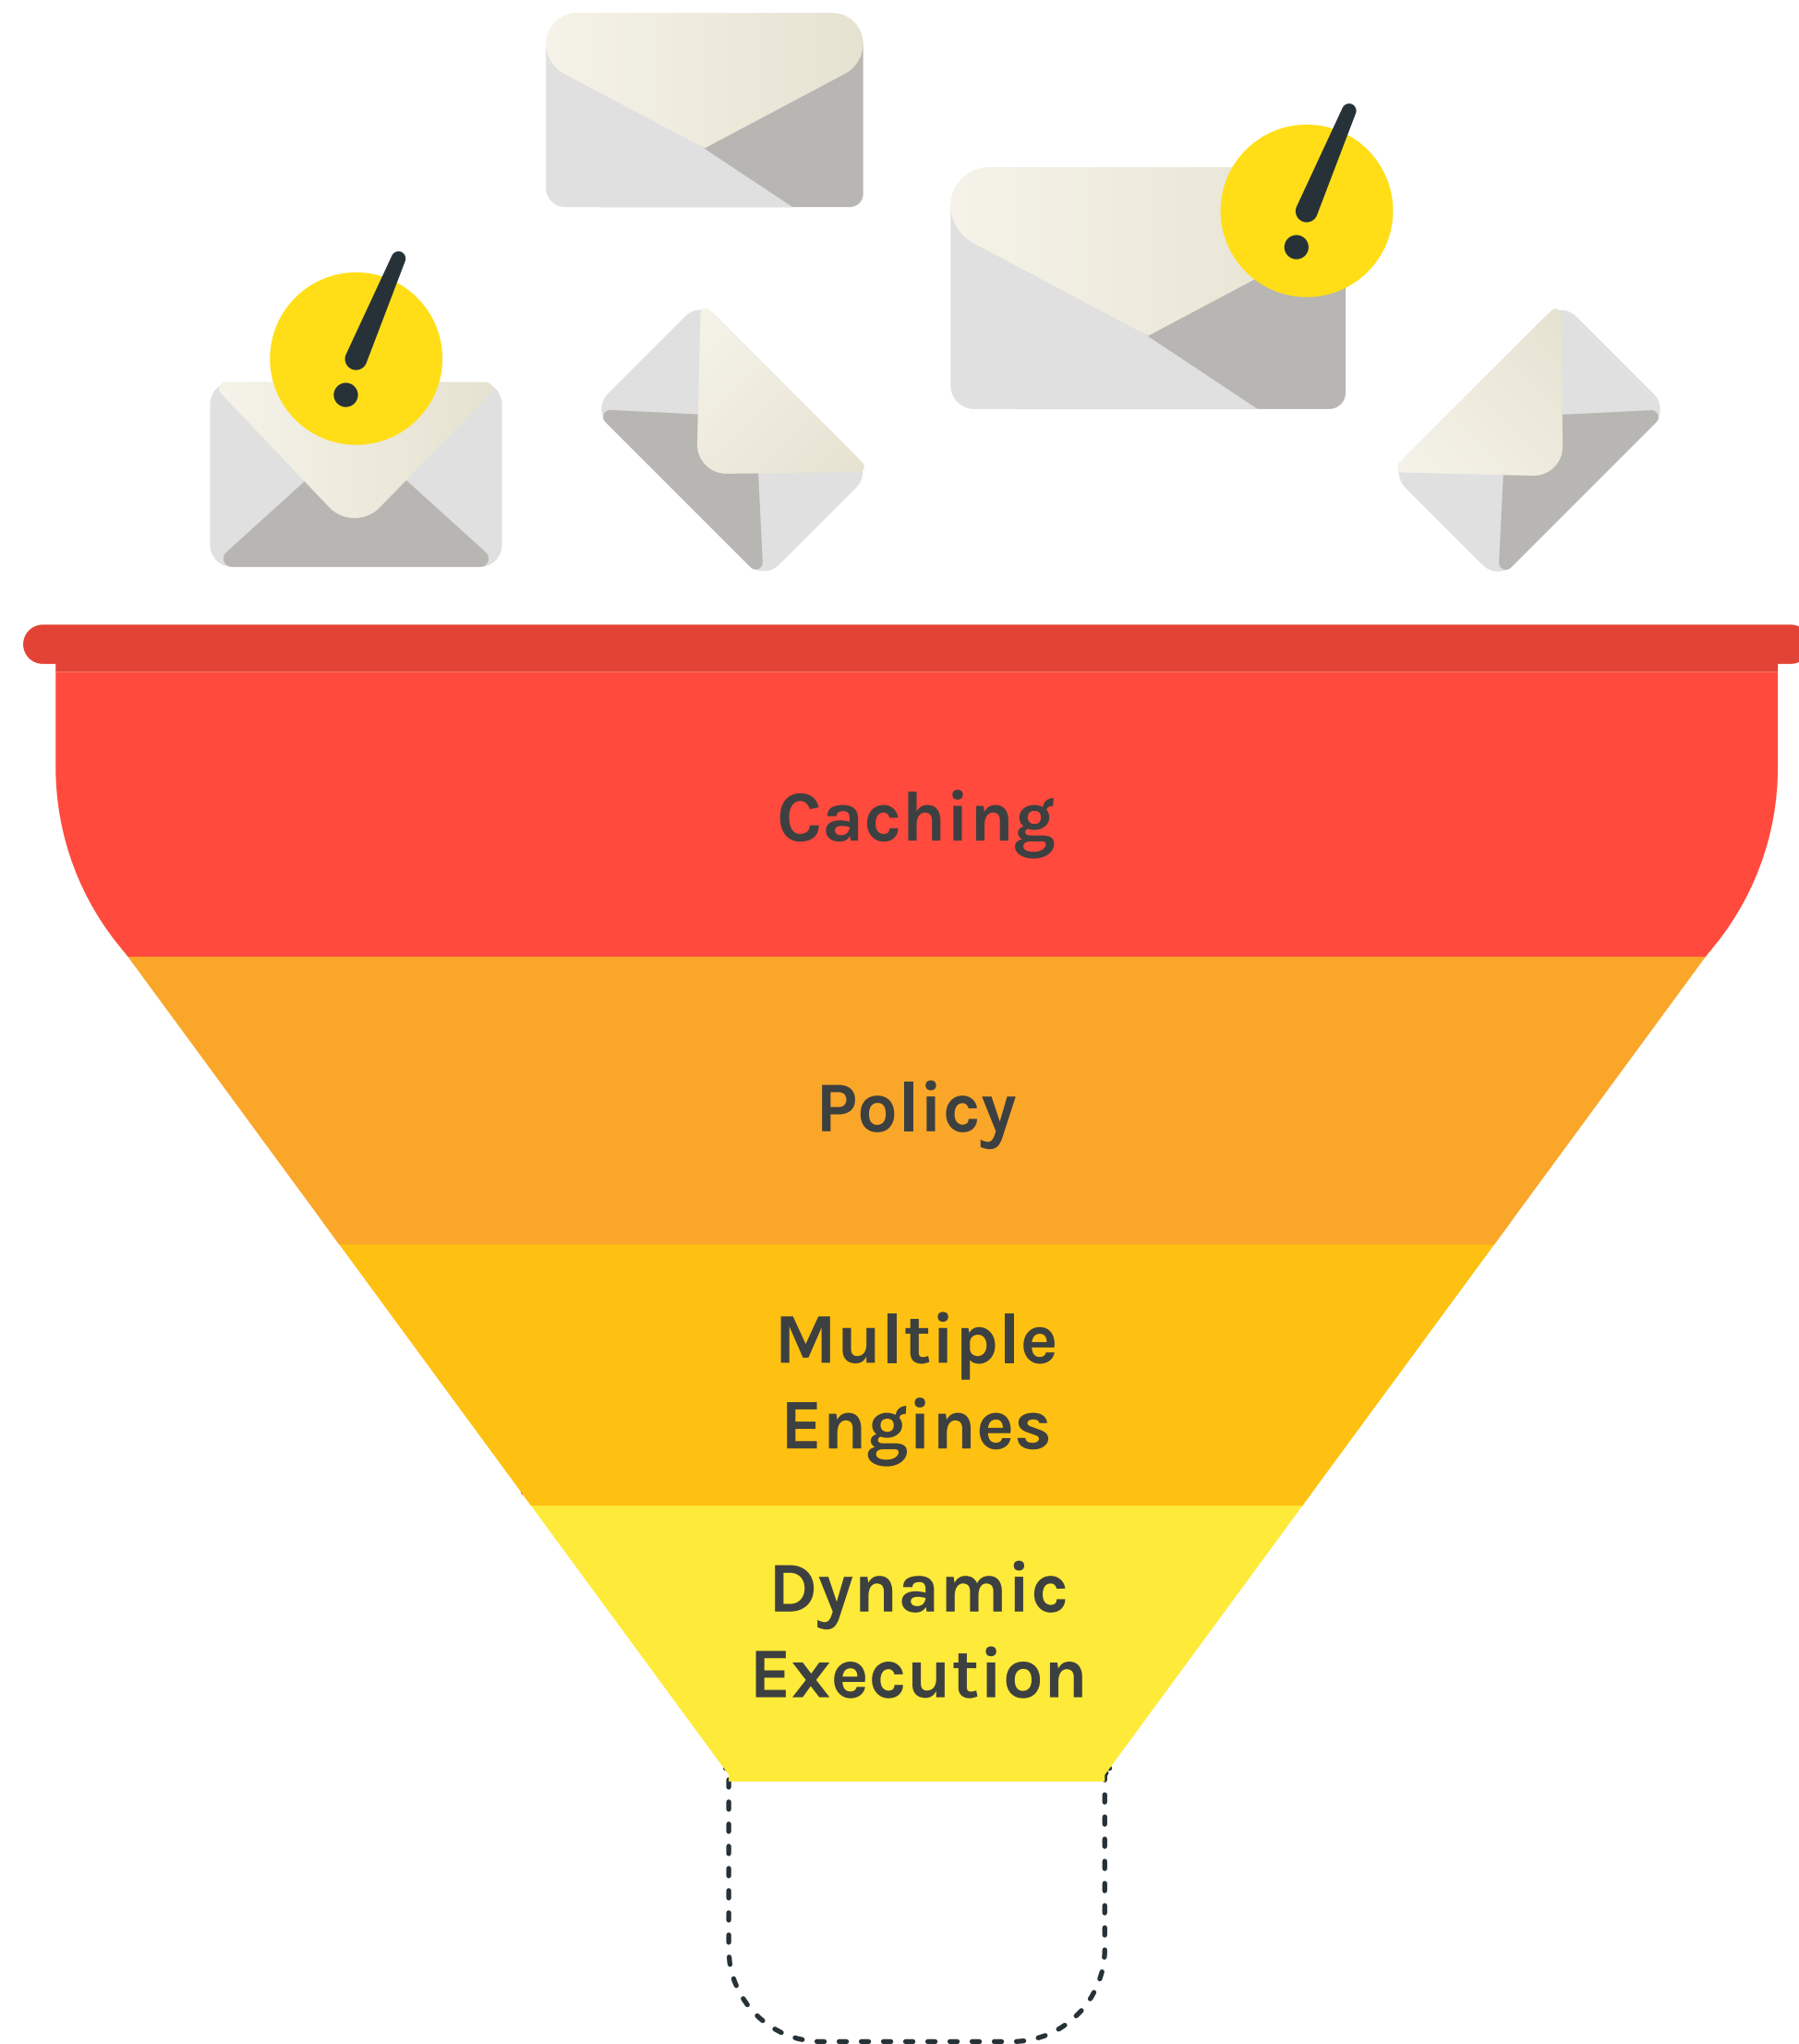 Caching
Policy
Multiple
Engines
Dynamic
Execution